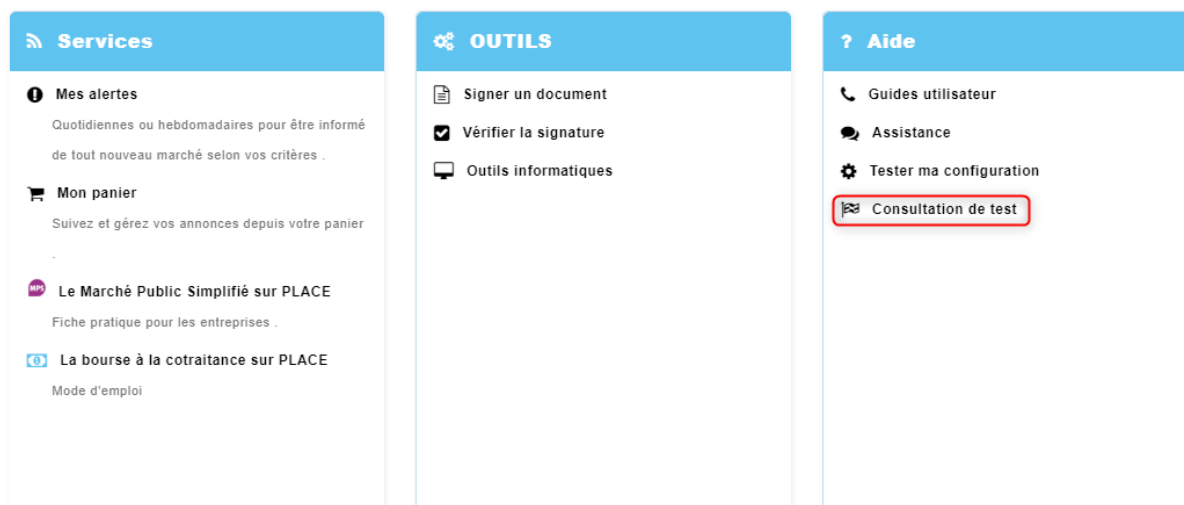 Services
Mes alertes
Quotidiennes ou hebdomadaires pour être informé
de tout nouveau marché selon vos critères .
Mon panier
Suivez et gérez vos annonces depuis votre panier
.
MPS
Le Marché Public Simplifié sur PLACE
Fiche pratique pour les entreprises .
La bourse à la cotraitance sur PLACE
Mode d'emploi
OUTILS
Signer un document
Vérifier la signature
Outils informatiques
? Aide
Guides utilisateur
Assistance
Tester ma configuration
Consultation de test